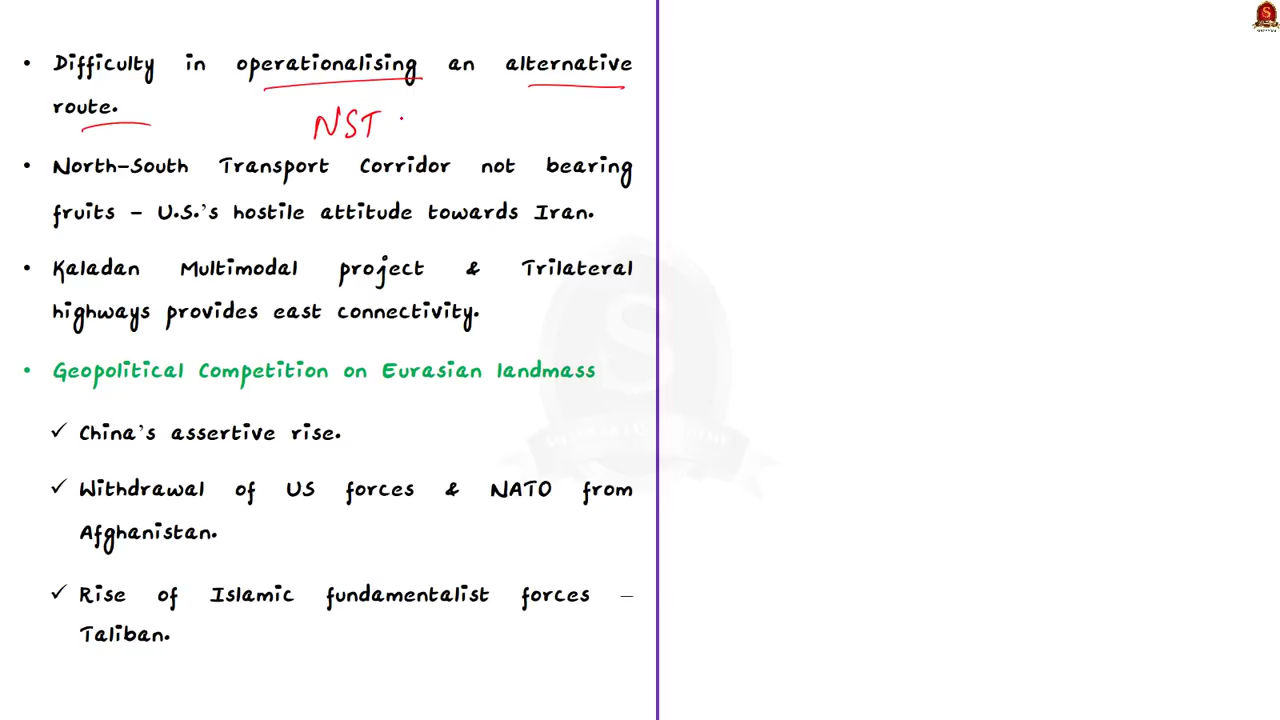 • Difficulty in operationalising an alternative
route.
NST
• North-South Transport Corridor not bearing
fruits - U.S.'s hostile attitude towards Iran.
• Kaladan Multimodal project & Trilateral
highways provides east connectivity.
• Geopolitical Competition on Eurasian landmass
✓ China's assertive rise.
✓ Withdrawal of US forces & NATO from
Afghanistan.
✓ Rise of Islamic fundamentalist forces –
Taliban.